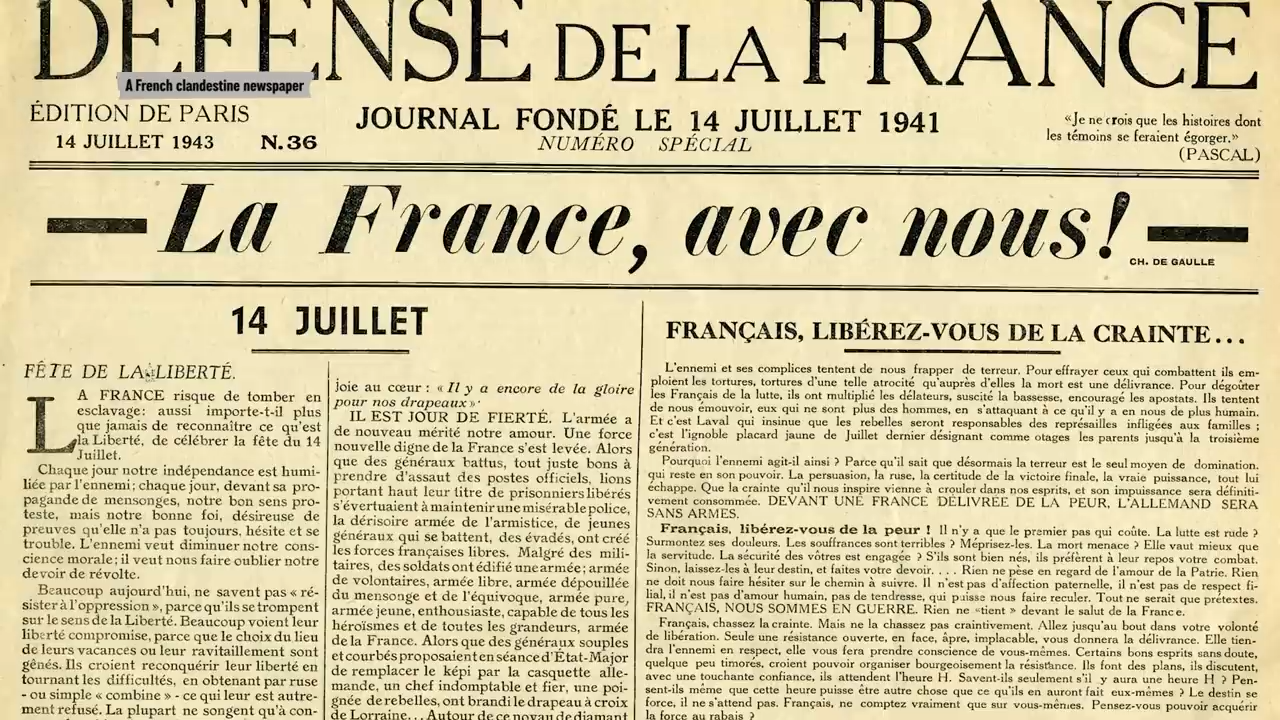 DEFENSE DE LA FRANCE
A French clandestine newspaper
ÉDITION DE PARIS
14 JUILLET 1943 N. 36
JOURNAL FONDÉ LE 14 JUILLET 1941
NUMÉRO SPÉCIAL
«Je ne crois que les histoires dont
les témoins se feraient égorger.»
(PASCAL)
La France, avec nous!
CH. DE GAULLE
14 JUILLET
FÊTE DE LA LIBERTÉ.
LA FRANCE risque de tomber en
esclavage: aussi importe-t-il plus
que jamais de reconnaître ce qu'est
la Liberté, de célébrer la fête du 14
Juillet.
Chaque jour notre indépendance est humi-
liée par l'ennemi; chaque jour, devant sa pro-
pagande de mensonges, notre bon sens pro-
teste, mais notre bonne foi, désireuse de
preuves qu'elle n'a pas toujours, hésite et se
trouble. L'ennemi veut diminuer notre cons-
cience morale; il veut nous faire oublier notre
devoir de révolte.
Beaucoup aujourd'hui, ne savent pas « ré-
sister à l'oppression », parce qu'ils se trompent
sur le sens de la Liberté. Beaucoup voient leur
liberté compromise, parce que le choix du lieu
de leurs vacances ou leur ravitaillement sont
gênés. Ils croient reconquérir leur liberté en
tournant les difficultés, en obtenant par ruse
- ou simple « combine » - ce qui leur est autre-
ment refusé. La plupart ne songent qu'à con-
joie au cœur : « Il y a encore de la gloire
pour nos drapeaux »·
IL EST JOUR DE FIERTÉ. L'armée a
de nouveau mérité notre amour. Une force
nouvelle digne de la France s'est levée. Alors
que des généraux battus, tout juste bons à
prendre d'assaut des postes officiels, lions
portant haut leur titre de prisonniers libérés
s'évertuaient à maintenir une misérable police,
la dérisoire armée de l'armistice, de jeunes
généraux qui se battent, des évadés, ont créé
les forces françaises libres. Malgré des mili-
taires, des soldats ont édifié une armée; armée
de volontaires, armée libre, armée dépouillée
du mensonge et de l'équivoque, armée pure,
armée jeune, enthousiaste, capable de tous les
héroïsmes et de toutes les grandeurs, armée
de la France. Alors que des généraux souples
et courbés proposaient en séance d'État-Major
de remplacer le képi par la casquette alle-
mande, un chef indomptable et fier, une poi-
gnée de rebelles, ont brandi le drapeau à croix
de Lorraine... Autour de ce noyau de diamant
FRANÇAIS, LIBÉREZ-VOUS DE LA CRAINTE...
L'ennemi et ses complices tentent de nous frapper de terreur. Pour effrayer ceux qui combattent ils em-
ploient les tortures, tortures d'une telle atrocité qu'auprès d'elles la mort est une délivrance. Pour dégoûter
les Français de la lutte, ils ont multiplié les délateurs, suscité la bassesse, encouragé les apostats. Ils tentent
de nous émouvoir, eux qui ne sont plus des hommes, en s'attaquant à ce qu'il y a en nous de plus humain.
Et c'est Laval qui insinue que les rebelles seront responsables des représailles infligées aux familles ;
c'est l'ignoble placard jaune de Juillet dernier désignant comme otages les parents jusqu'à la troisième
génération.
Pourquoi l'ennemi agit-il ainsi ? Parce qu'il sait que désormais la terreur est le seul moyen de domination.
qui reste en son pouvoir. La persuasion, la ruse, la certitude de la victoire finale, la vraie puissance, tout lui
échappe. Que la crainte qu'il nous inspire vienne à crouler dans nos esprits, et son impuissance sera définiti-
vement consommée. DEVANT UNE FRANCE DÉLIVRÉE DE LA PEUR, L'ALLEMAND SERA
SANS ARMES.
Français, libérez-vous de la peur ! Il n'y a que le premier pas qui coûte. La lutte est rude ?
Surmontez ses douleurs. Les souffrances sont terribles ? Méprisez-les. La mort menace ? Elle vaut mieux que
la servitude. La sécurité des vôtres est engagée ? S'ils sont bien nés, ils préfèrent à leur repos votre combat.
Sinon, laissez-les à leur destin, et faites votre devoir. . . . Rien ne pèse en regard de l'amour de la Patrie. Rien
ne doit nous faire hésiter sur le chemin à suivre. Il n'est pas d'affection paternelle, il n'est pas de respect fi-
lial, il n'est pas d'amour humain, pas de tendresse, qui puisse nous faire reculer. Tout ne serait que prétextes.
FRANÇAIS, NOUS SOMMES EN GUERRE. Rien ne "tient" devant le salut de la France.
Français, chassez la crainte. Mais ne la chassez pas craintivement. Allez jusqu'au bout dans votre volonté
de libération. Seule une résistance ouverte, en face, âpre, implacable, vous donnera la délivrance. Elle tien-
dra l'ennemi en respect, elle vous fera prendre conscience de vous-mêmes. Certains bons esprits sans doute,
quelque peu timorés, croient pouvoir organiser bourgeoisement la résistance. Ils font des plans, ils discutent,
avec une touchante confiance, ils attendent l'heure H. Savent-ils seulement s'il y aura une heure H ? Pen-
sent-ils même que cette heure puisse être autre chose que ce qu'ils en auront fait eux-mêmes ? Le destin se
force, il ne s'attend pas. Français, ne comptez vraiment que sur vous-mêmes. Pensez-vous pouvoir acquérir
la force au rabais ?